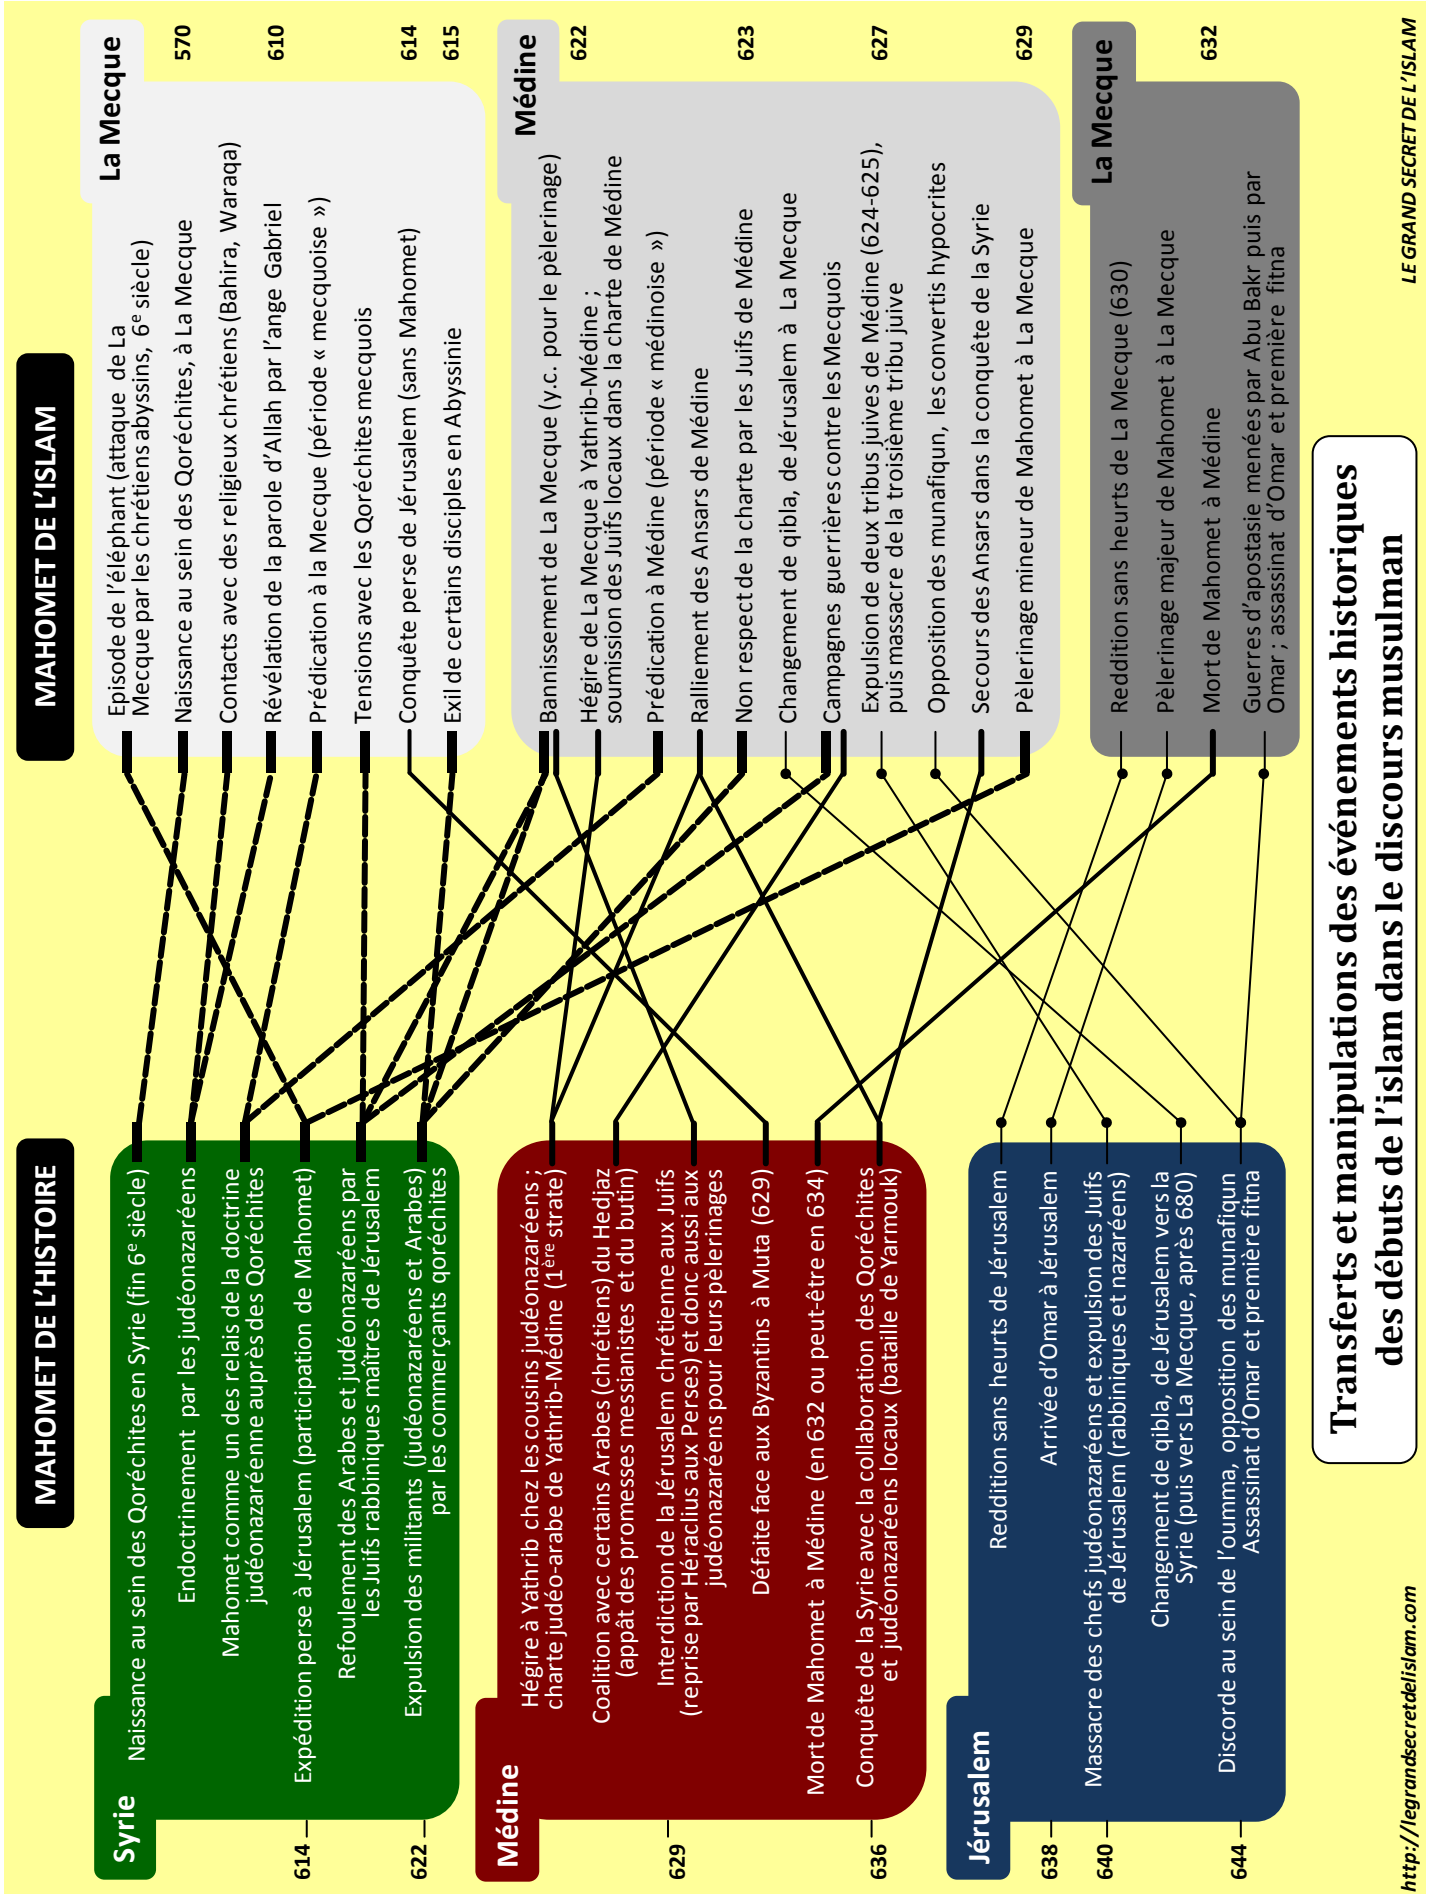 MAHOMET DE L'HISTOIRE
MAHOMET DE L'ISLAM
Syrie
Naissance au sein des Qoréchites en Syrie (fin 6e siècle)
Endoctrinement par les judéonazaréens
Mahomet comme un des relais de la doctrine
judéonazaréenne auprès des Qoréchites
Expédition perse à Jérusalem (participation de Mahomet)
Refoulement des Arabes et judéonazaréens par
les Juifs rabbiniques maîtres de Jérusalem
Expulsion des militants (judéonazaréens et Arabes)
par les commerçants qoréchites
614
622
Médine
Hégire à Yathrib chez les cousins judéonazaréens ;
charte judéo-arabe de Yathrib-Médine (1ère strate)
Coalition avec certains Arabes (chrétiens) du Hedjaz
(appât des promesses messianistes et du butin)
Interdiction de la Jérusalem chrétienne aux Juifs
(reprise par Héraclius aux Perses) et donc aussi aux
judéonazaréens pour leurs pèlerinages
Défaite face aux Byzantins à Muta (629)
Mort de Mahomet à Médine (en 632 ou peut-être en 634)
Conquête de la Syrie avec la collaboration des Qoréchites
et judéonazaréens locaux (bataille de Yarmouk)
629
636
Jérusalem
Reddition sans heurts de Jérusalem
Arrivée d'Omar à Jérusalem
Massacre des chefs judéonazaréens et expulsion des Juifs
de Jérusalem (rabbiniques et nazaréens)
Changement de qibla, de Jérusalem vers la
Syrie (puis vers La Mecque, après 680)
Discorde au sein de l'oumma, opposition des munafiqun
Assassinat d'Omar et première fitna
638
640
644
La Mecque
Episode de l'éléphant (attaque de La
Mecque par les chrétiens abyssins, 6e siècle)
Naissance au sein des Qoréchites, à La Mecque
Contacts avec des religieux chrétiens (Bahira, Waraqa)
Révélation de la parole d'Allah par l'ange Gabriel
Prédication à la Mecque (période « mecquoise »)
Tensions avec les Qoréchites mecquois
Conquête perse de Jérusalem (sans Mahomet)
Exil de certains disciples en Abyssinie
570
610
614
615
Médine
Bannissement de La Mecque (y.c. pour le pèlerinage)
Hégire de La Mecque à Yathrib-Médine ;
soumission des Juifs locaux dans la charte de Médine
Prédication à Médine (période « médinoise »)
Ralliement des Ansars de Médine
Non respect de la charte par les Juifs de Médine
Changement de qibla, de Jérusalem à La Mecque
Campagnes guerrières contre les Mecquois
Expulsion de deux tribus juives de Médine (624-625),
puis massacre de la troisième tribu juive
Opposition des munafiqun, les convertis hypocrites
Secours des Ansars dans la conquête de la Syrie
Pèlerinage mineur de Mahomet à La Mecque
622
623
627
629
La Mecque
Reddition sans heurts de La Mecque (630)
Pèlerinage majeur de Mahomet à La Mecque
Mort de Mahomet à Médine
Guerres d'apostasie menées par Abu Bakr puis par
Omar ; assassinat d'Omar et première fitna
632
Transferts et manipulations des événements historiques
des débuts de l'islam dans le discours musulman
http://legrandsecretdelislam.com
LE GRAND SECRET DE L'ISLAM